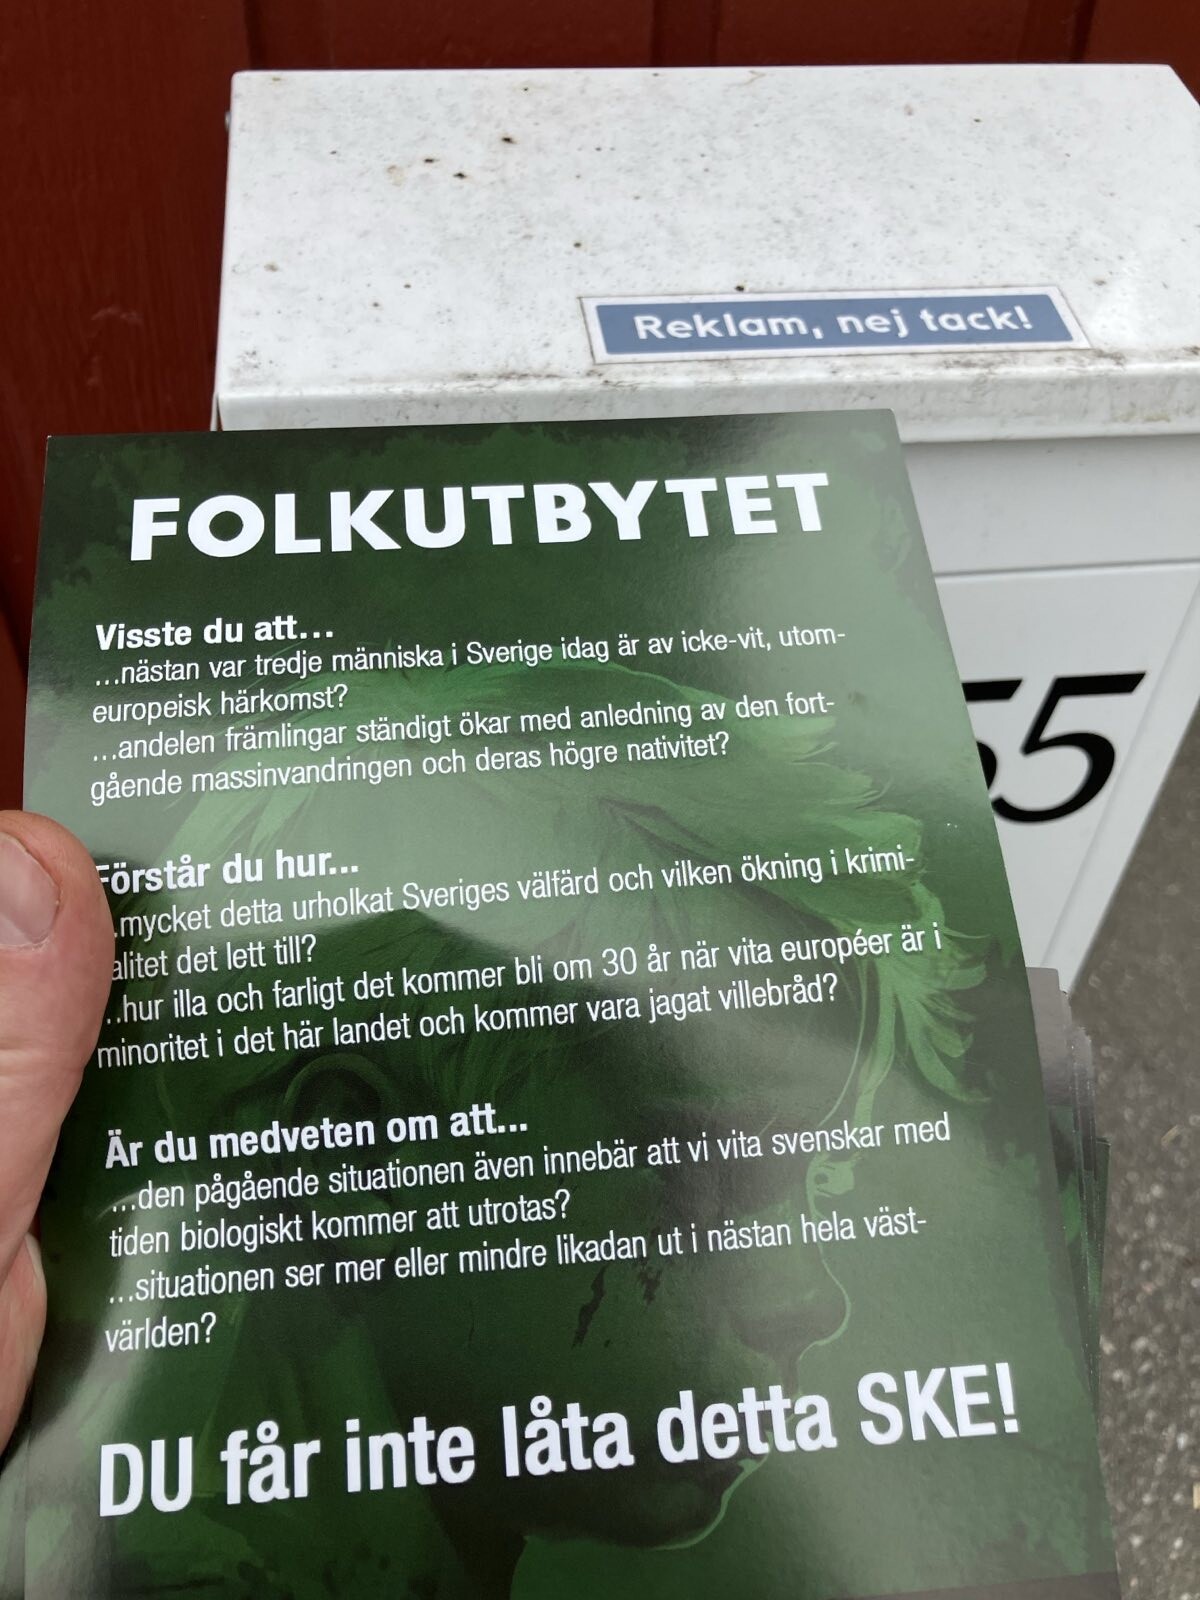 Reklam, nej tack!
55
FOLKUTBYTET
Visste du att...
...nästan var tredje människa i Sverige idag är av icke-vit, utom-
europeisk härkomst?
...andelen främlingar ständigt ökar med anledning av den fort-
gående massinvandringen och deras högre nativitet?
Förstår du hur...
..mycket detta urholkat Sveriges välfärd och vilken ökning i krimi-
alitet det lett till?
..hur illa och farligt det kommer bli om 30 år när vita européer är i
minoritet i det här landet och kommer vara jagat villebråd?
Är du medveten om att...
...den pågående situationen även innebär att vi vita svenskar med
tiden biologiskt kommer att utrotas?
...situationen ser mer eller mindre likadan ut i nästan hela väst-
världen?
DU får inte låta detta SKE!